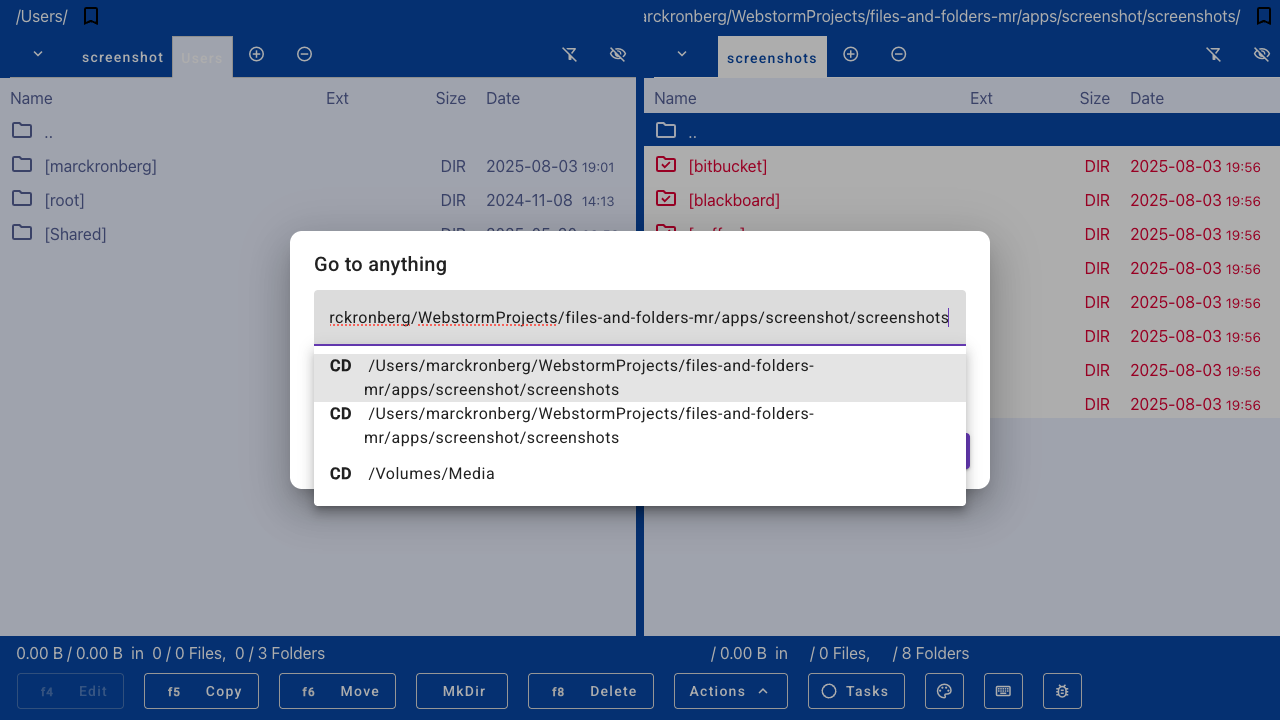 /Users/
rckronberg/WebstormProjects/files-and-folders-mr/apps/screenshot/screenshots/
screenshot Users
screenshots
Name Ext Size Date
Name Ext Size Date
..
..
[marckronberg] DIR 2025-08-03 19:01
[bitbucket] DIR 2025-08-03 19:56
[root] DIR 2024-11-08 14:13
[blackboard] DIR 2025-08-03 19:56
[Shared] DIR
DIR 2025-08-03 19:56
DIR 2025-08-03 19:56
DIR 2025-08-03 19:56
DIR 2025-08-03 19:56
DIR 2025-08-03 19:56
DIR 2025-08-03 19:56
Go to anything
rckronberg/WebstormProjects/files-and-folders-mr/apps/screenshot/screenshots
CD /Users/marckronberg/WebstormProjects/files-and-folders-
mr/apps/screenshot/screenshots
CD /Users/marckronberg/WebstormProjects/files-and-folders-
mr/apps/screenshot/screenshots
CD /Volumes/Media
0.00 B / 0.00 B in 0 / 0 Files, 0 / 3 Folders
/ 0.00 B in / 0 Files, / 8 Folders
f4 Edit f5 Copy f6 Move MkDir f8 Delete Actions Tasks